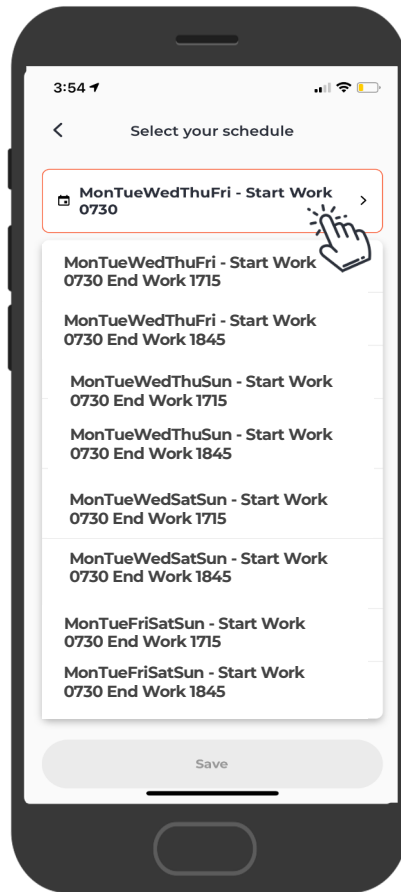 3:54
Select your schedule
MonTueWedThuFri - Start Work
0730
MonTueWedThuFri - Start Work
0730 End Work 1715
MonTueWedThuFri - Start Work
0730 End Work 1845
MonTueWedThuSun - Start Work
0730 End Work 1715
MonTueWedThuSun - Start Work
0730 End Work 1845
MonTueWedSatSun - Start Work
0730 End Work 1715
MonTueWedSatSun - Start Work
0730 End Work 1845
MonTueFriSatSun - Start Work
0730 End Work 1715
MonTueFriSatSun - Start Work
0730 End Work 1845
Save